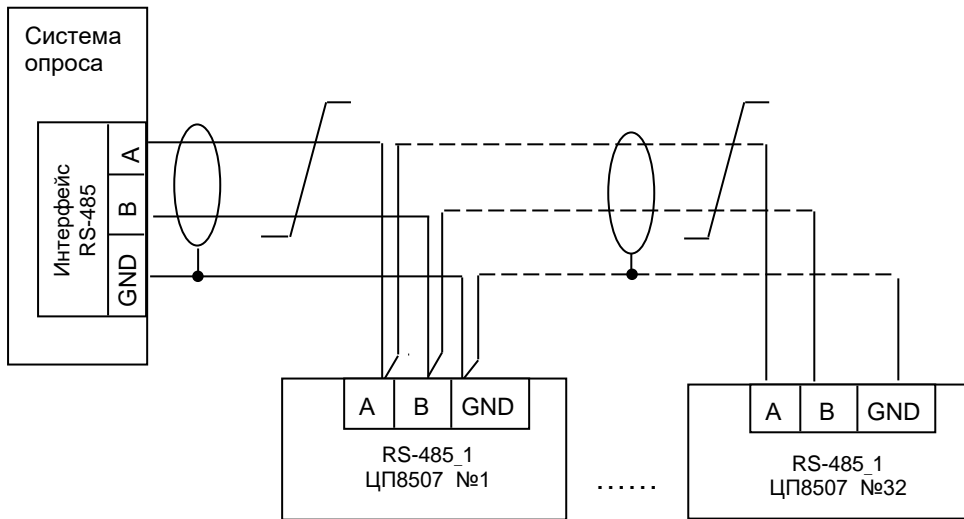 Система
опроса
Интерфейс
RS-485
A
B
GND
A
B
GND
RS-485_1
ЦП8507 №1
......
A
B
GND
RS-485_1
ЦП8507 №32